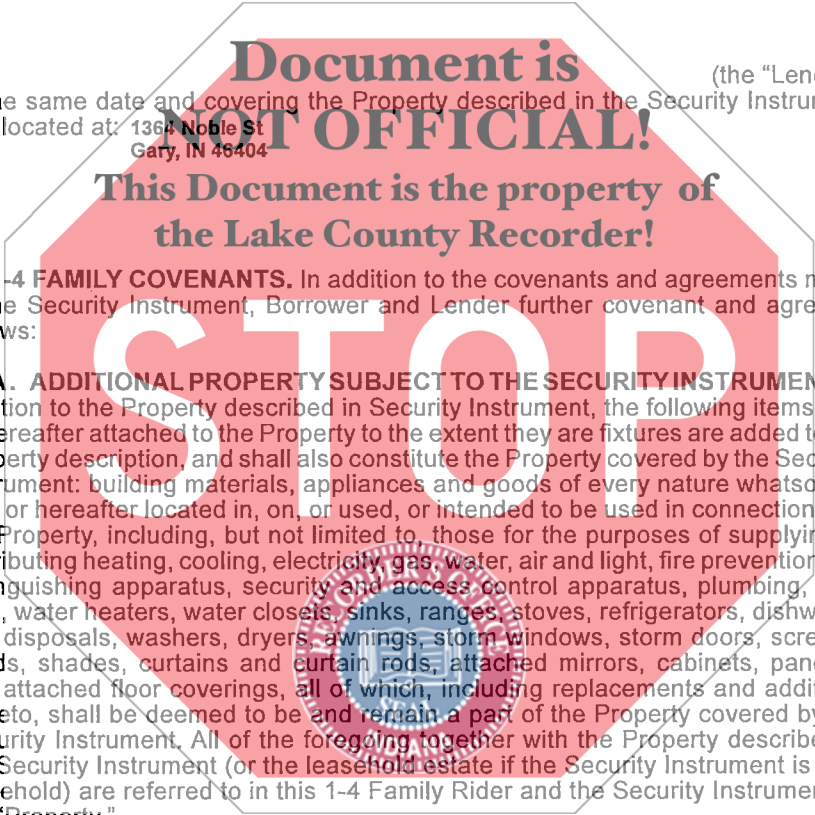 Document is
(the “Lend
e same date and covering the Property described in the Security Instrum
located at: 1364 Noble St
NOT OFFICIAL!
Gary, IN 46404
This Document is the property of
the Lake County Recorder!
-4 FAMILY COVENANTS. In addition to the covenants and agreements m
e Security Instrument, Borrower and Lender further covenant and agre
ws:
STOP
A. ADDITIONAL PROPERTY SUBJECT TO THE SECURITY INSTRUMEN
tion to the Property described in Security Instrument, the following items
ereafter attached to the Property to the extent they are fixtures are added t
perty description, and shall also constitute the Property covered by the Sec
rument: building materials, appliances and goods of every nature whatso
or hereafter located in, on, or used, or intended to be used in connection
Property, including, but not limited to, those for the purposes of supplyin
ributing heating, cooling, electricity, gas, water, air and light, fire prevention
nguishing apparatus, security and access control apparatus, plumbing,
, water heaters, water closets, sinks, ranges, stoves, refrigerators, dishw
disposals, washers, dryers, awnings, storm windows, storm doors, scre
ds, shades, curtains and curtain rods, attached mirrors, cabinets, pane
attached floor coverings, all of which, including replacements and addit
eto, shall be deemed to be and remain a part of the Property covered by
urity Instrument. All of the foregoing together with the Property describe
Security Instrument (or the leasehold estate if the Security Instrument is
ehold) are referred to in this 1-4 Family Rider and the Security Instrumen
“Property.”
RECORDER'S OFFICE
SEAL
INDIANA